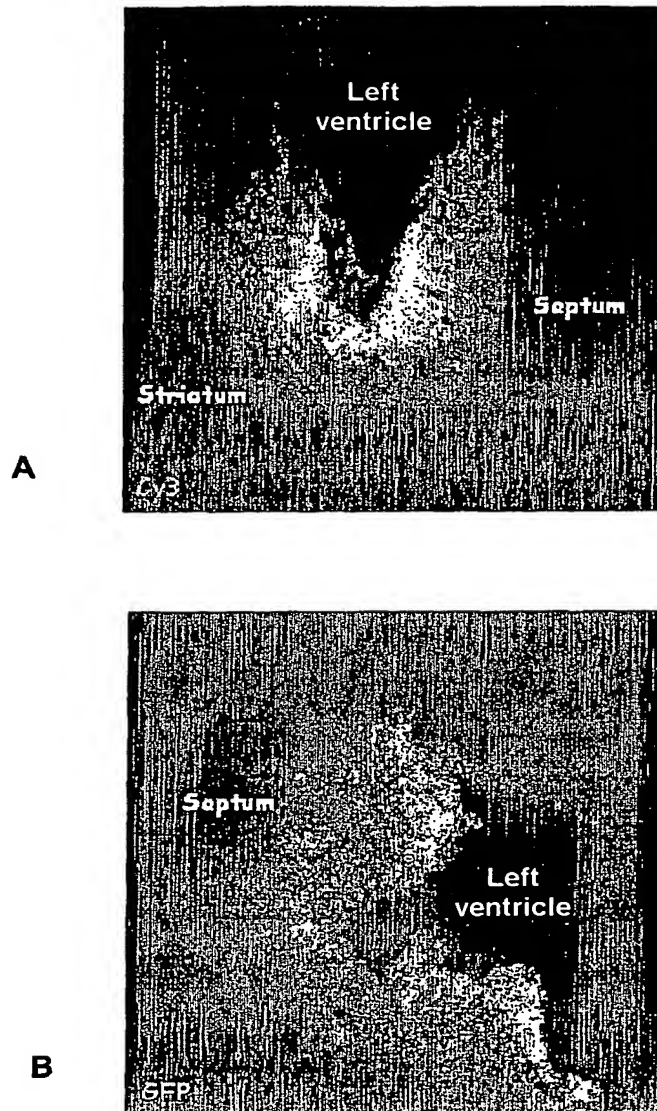 Left
ventricle
Septum
Striatum
A
Cy3
Septum
Left
ventricle
B
GFP